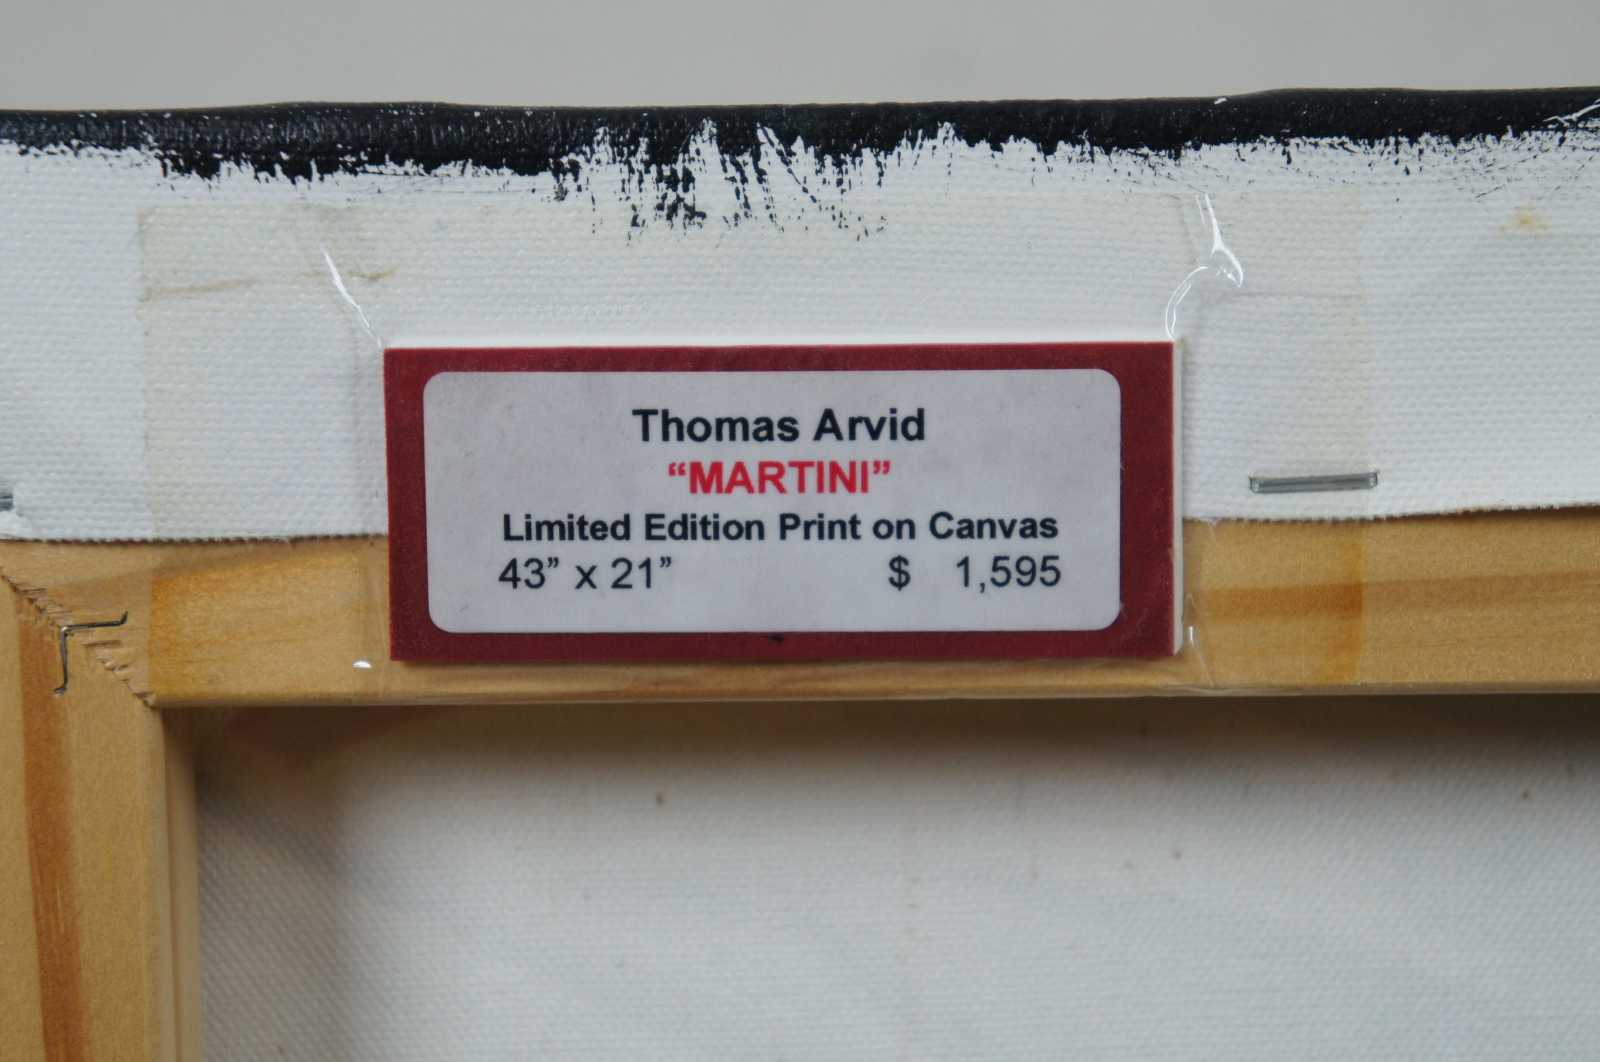 Thomas Arvid
“MARTINI”
Limited Edition Print on Canvas
43” x 21” $ 1,595